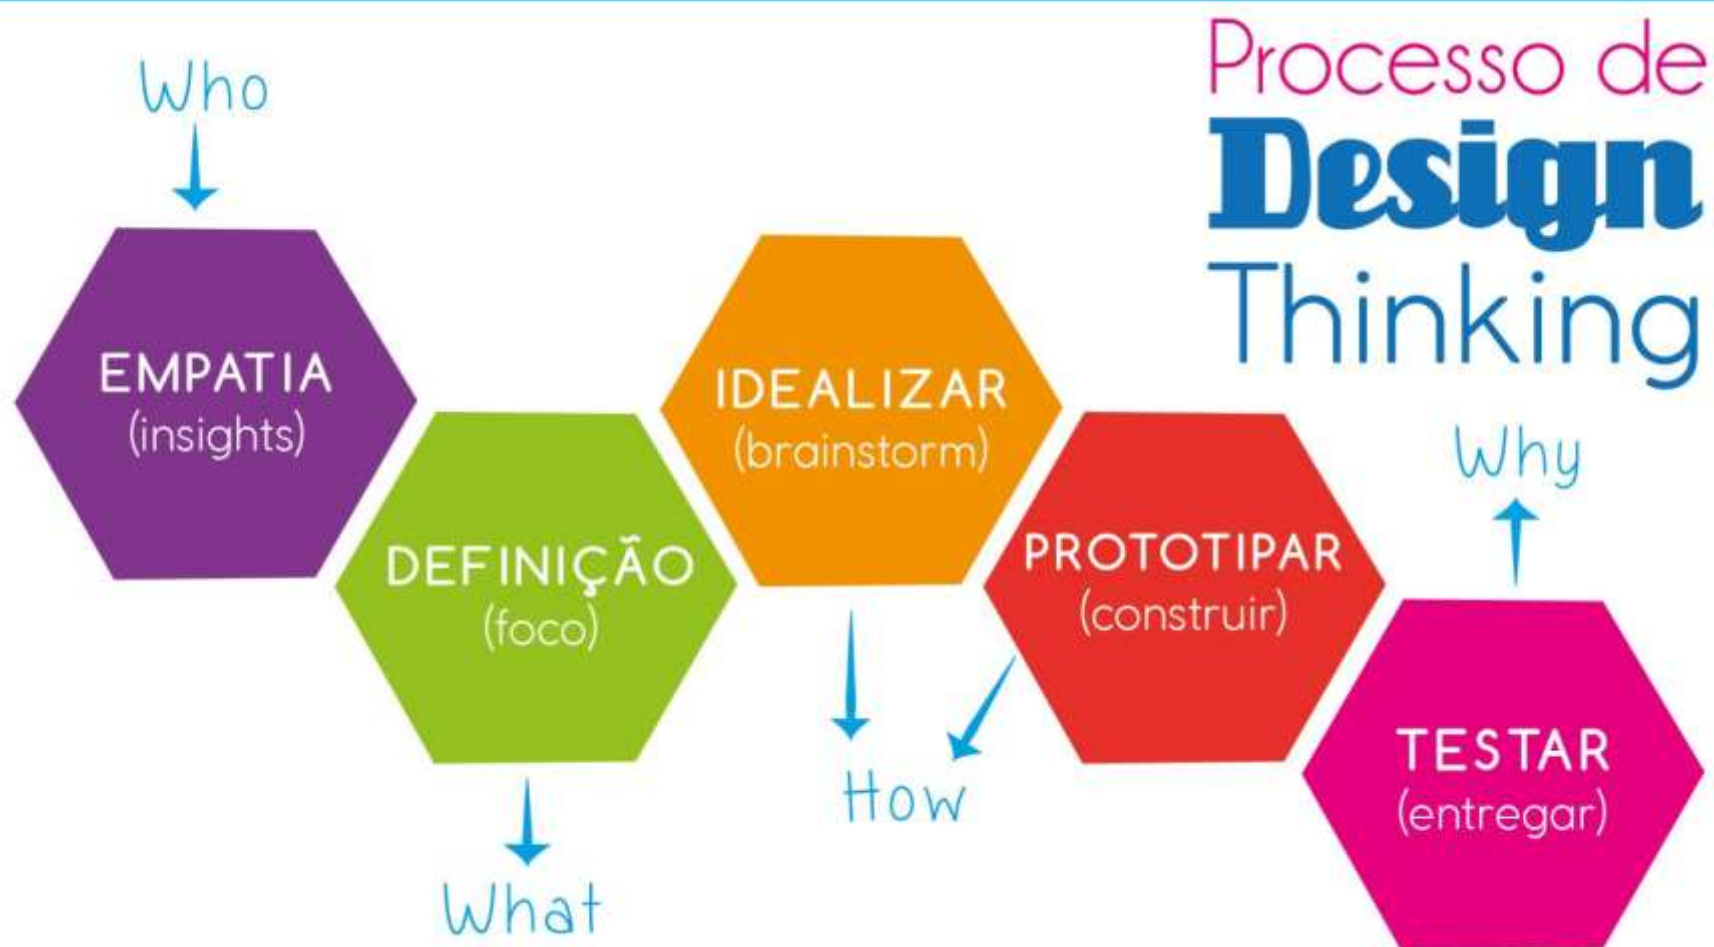 Processo de
Design
Thinking
Who
EMPATIA
(insights)
DEFINIÇÃO
(foco)
What
IDEALIZAR
(brainstorm)
How
PROTOTIPAR
(construir)
Why
TESTAR
(entregar)